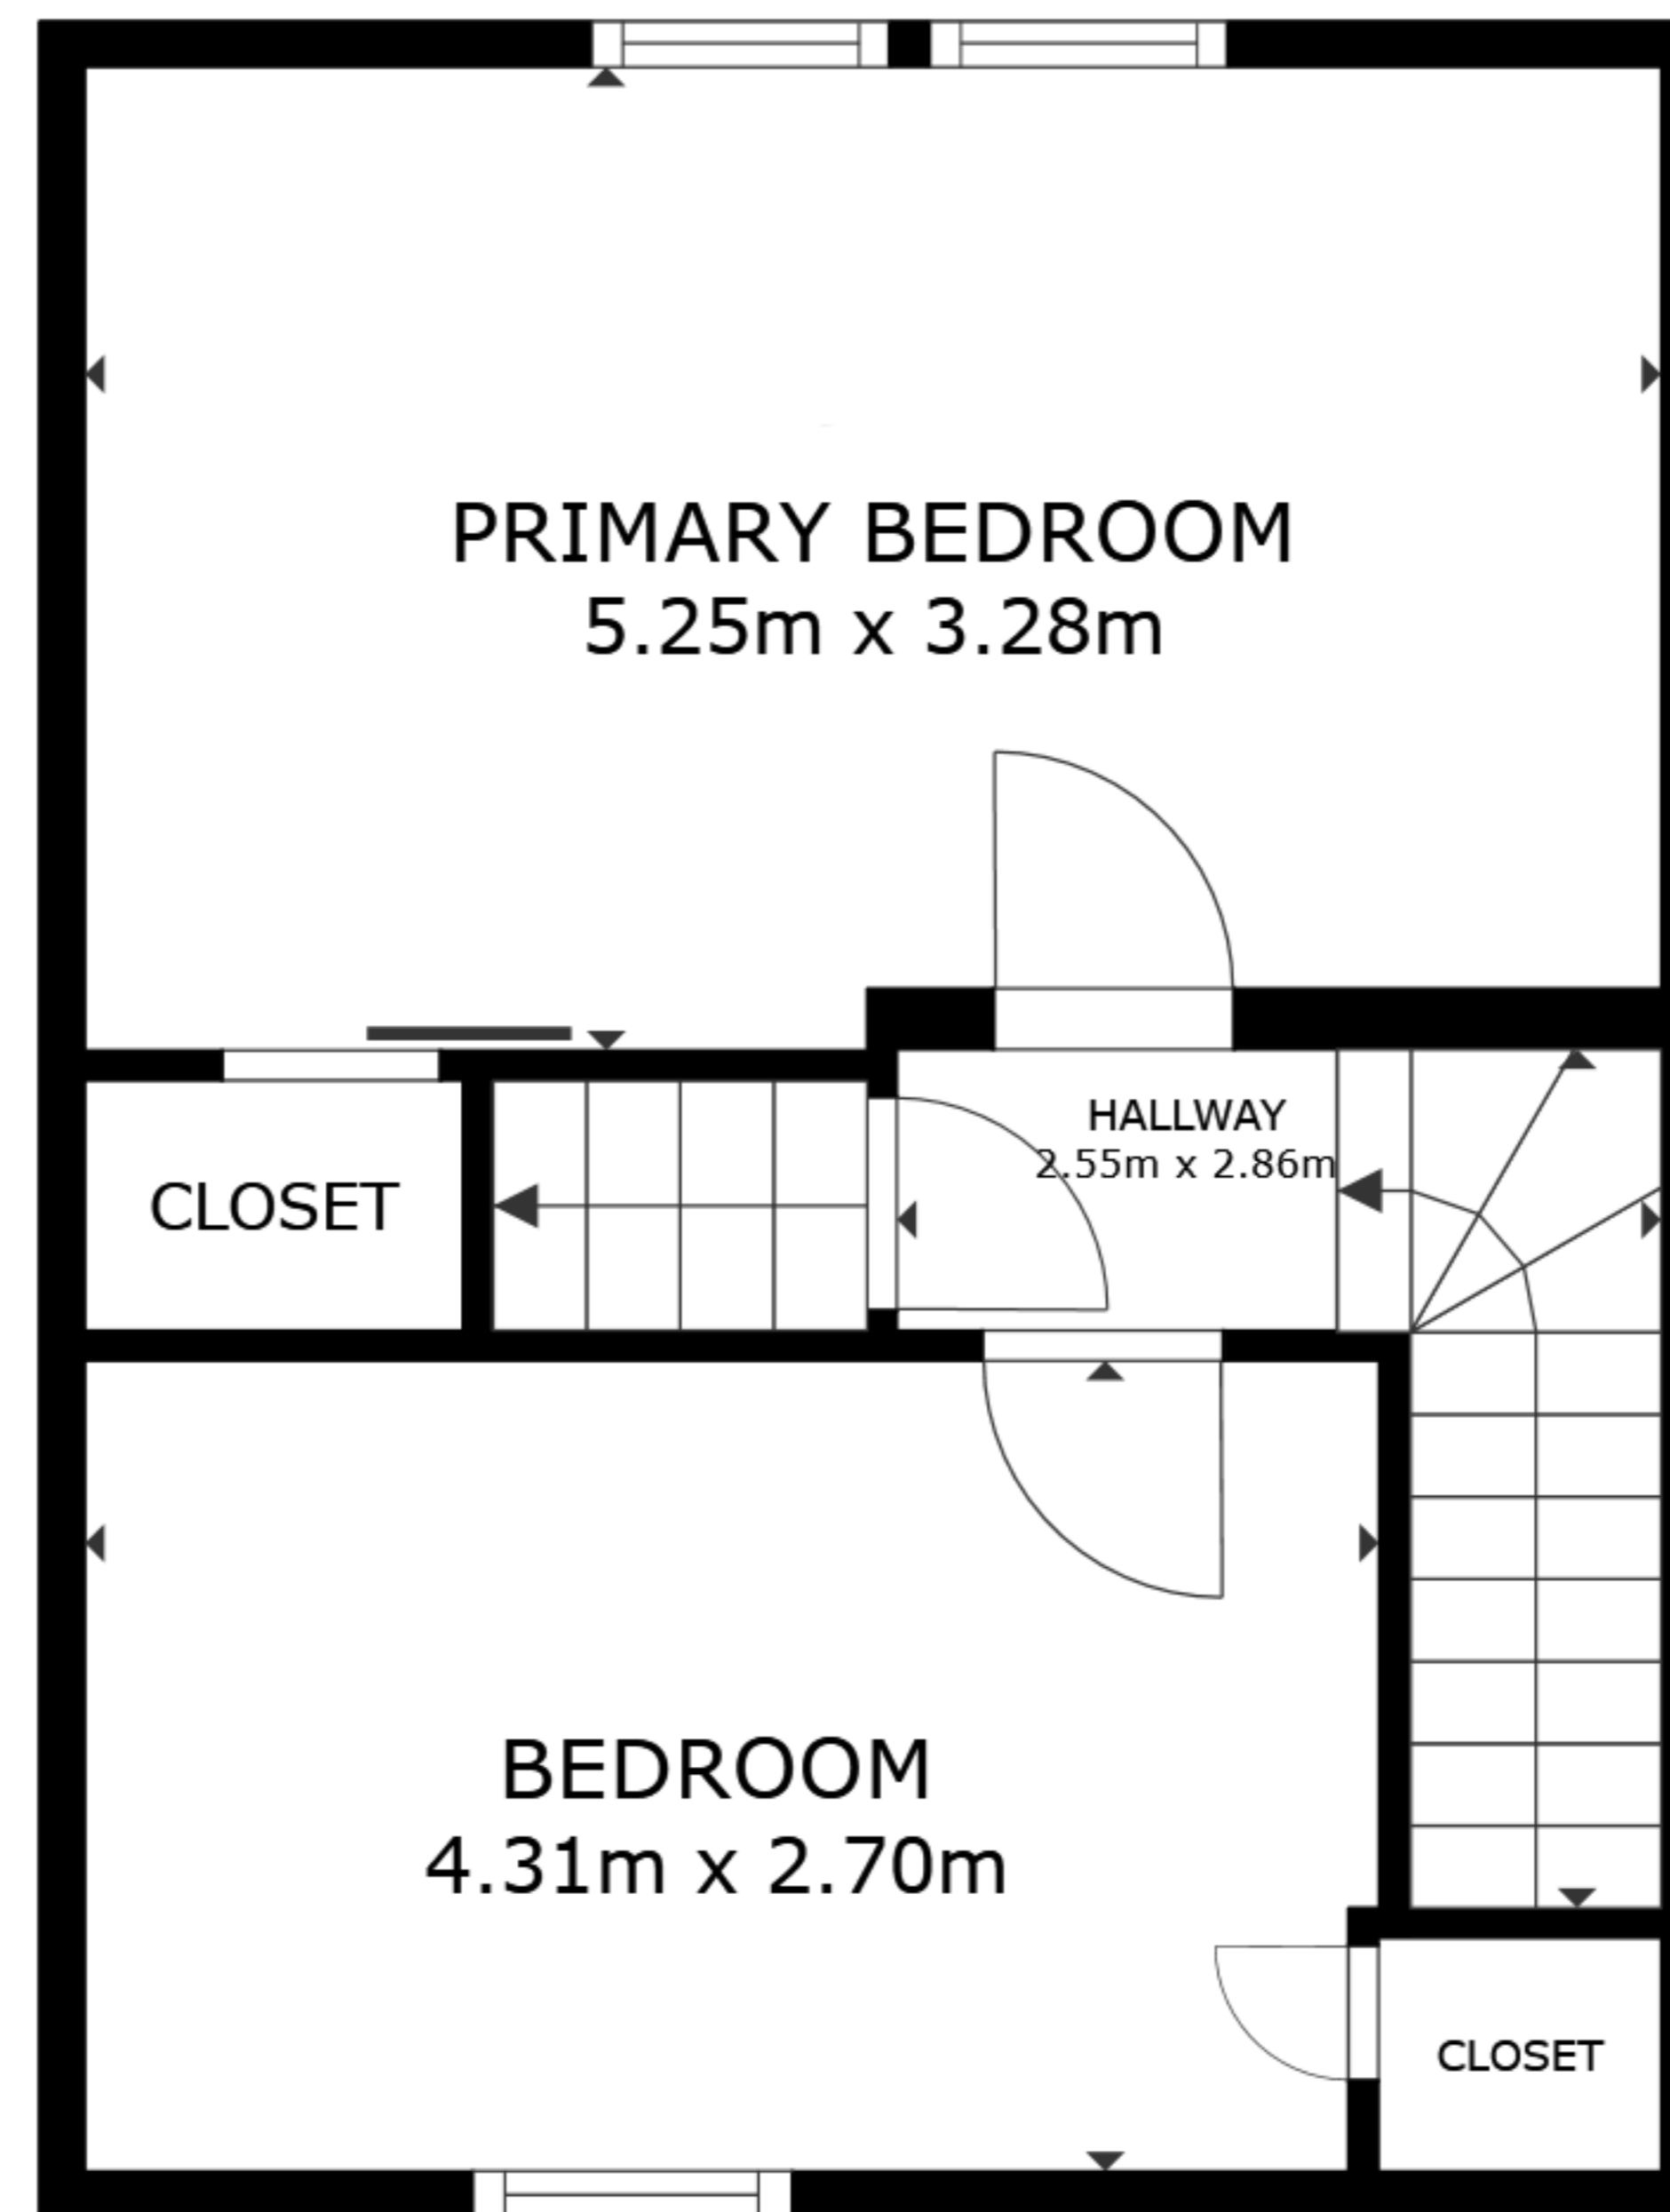 PRIMARY BEDROOM
5.25m x 3.28m
HALLWAY
2.55m x 2.86m
CLOSET
BEDROOM
4.31m x 2.70m
CLOSET